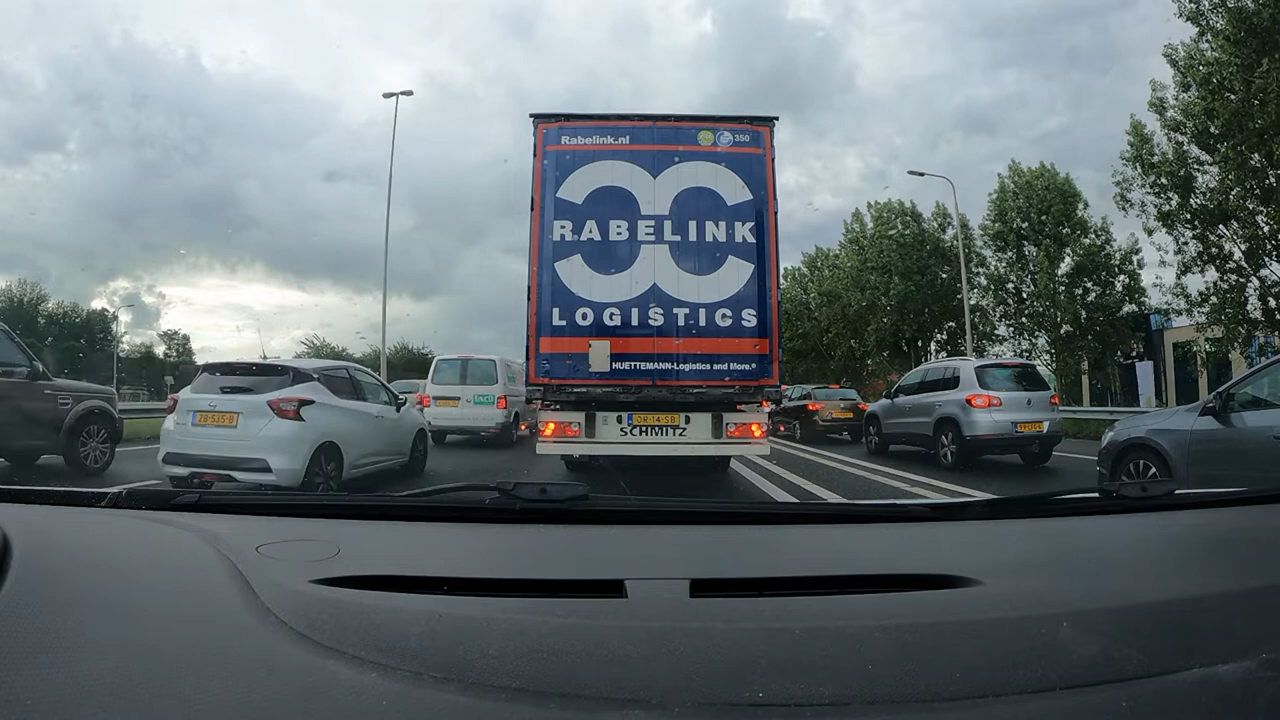 Rabelink.nl
350
RABELINK
LOGISTICS
HUETTEMANN-Logistics and More.®
OR-14-SB
SCHMITZ
ZB-535-B